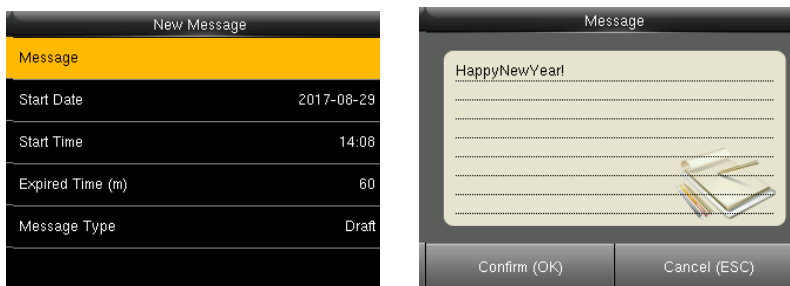 New Message
Message
Start Date 2017-08-29
Start Time 14:08
Expired Time (m) 60
Message Type Draft
Message
HappyNewYear!
Confirm (OK) Cancel (ESC)